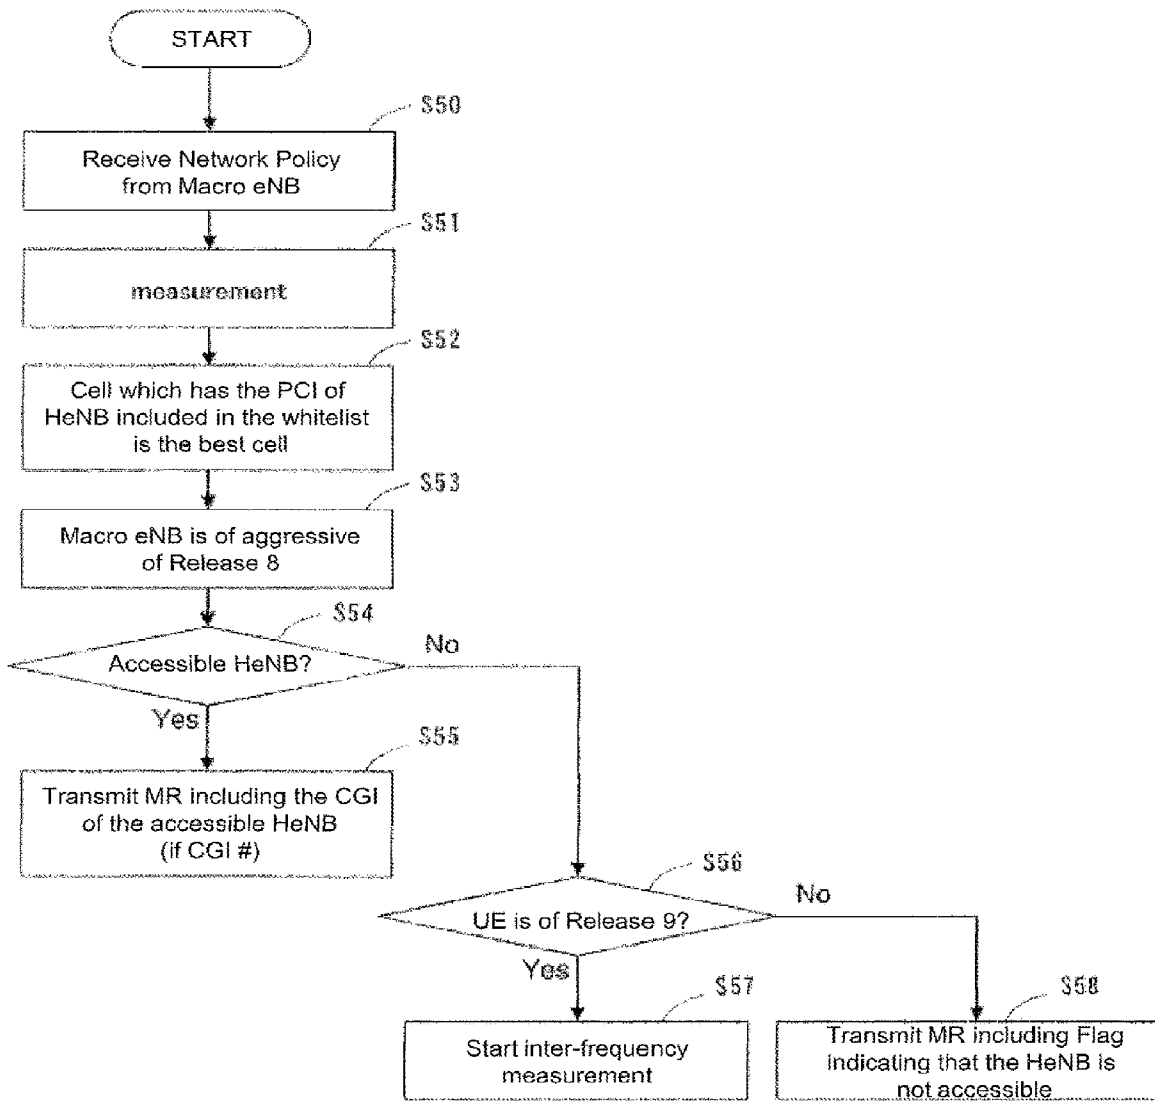 START
S50
Receive Network Policy
from Macro eNB
S51
measurement
S52
Cell which has the PCI of
HeNB included in the whitelist
is the best cell
S53
Macro eNB is of aggressive
of Release 8
S54
Accessible HeNB?
No
Yes
S55
Transmit MR including the CGI
of the accessible HeNB
(if CGI #)
S56
UE is of Release 9?
No
Yes
S57
Start inter-frequency
measurement
S58
Transmit MR including Flag
indicating that the HeNB is
not accessible